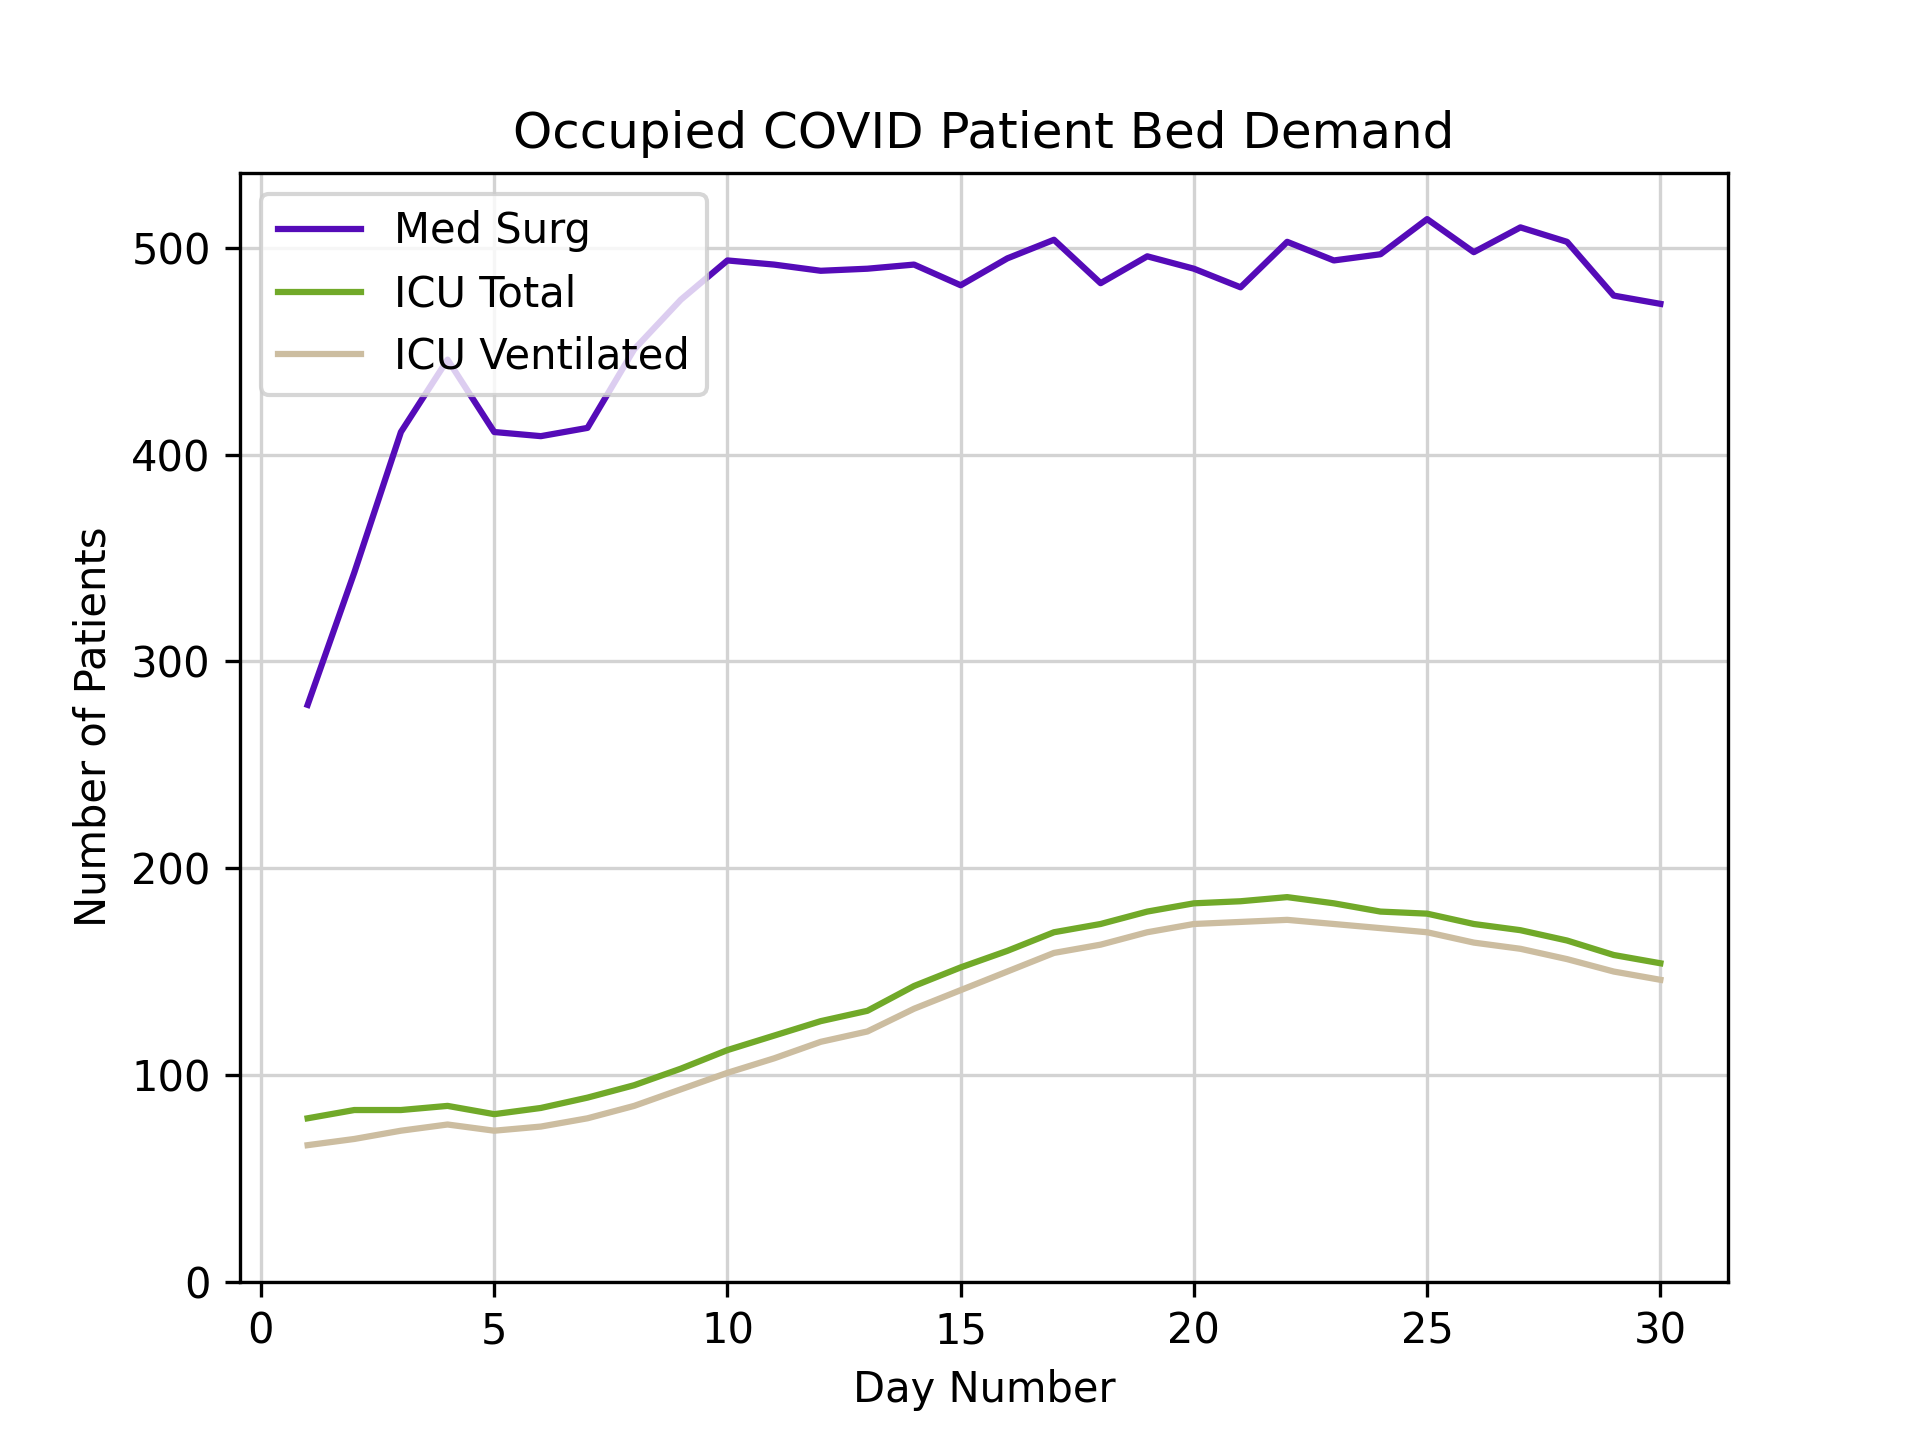 Occupied COVID Patient Bed Demand
Med Surg
ICU Total
ICU Ventilated
500
400
300
200
100
0
Number of Patients
0 5 10 15 20 25 30
Day Number